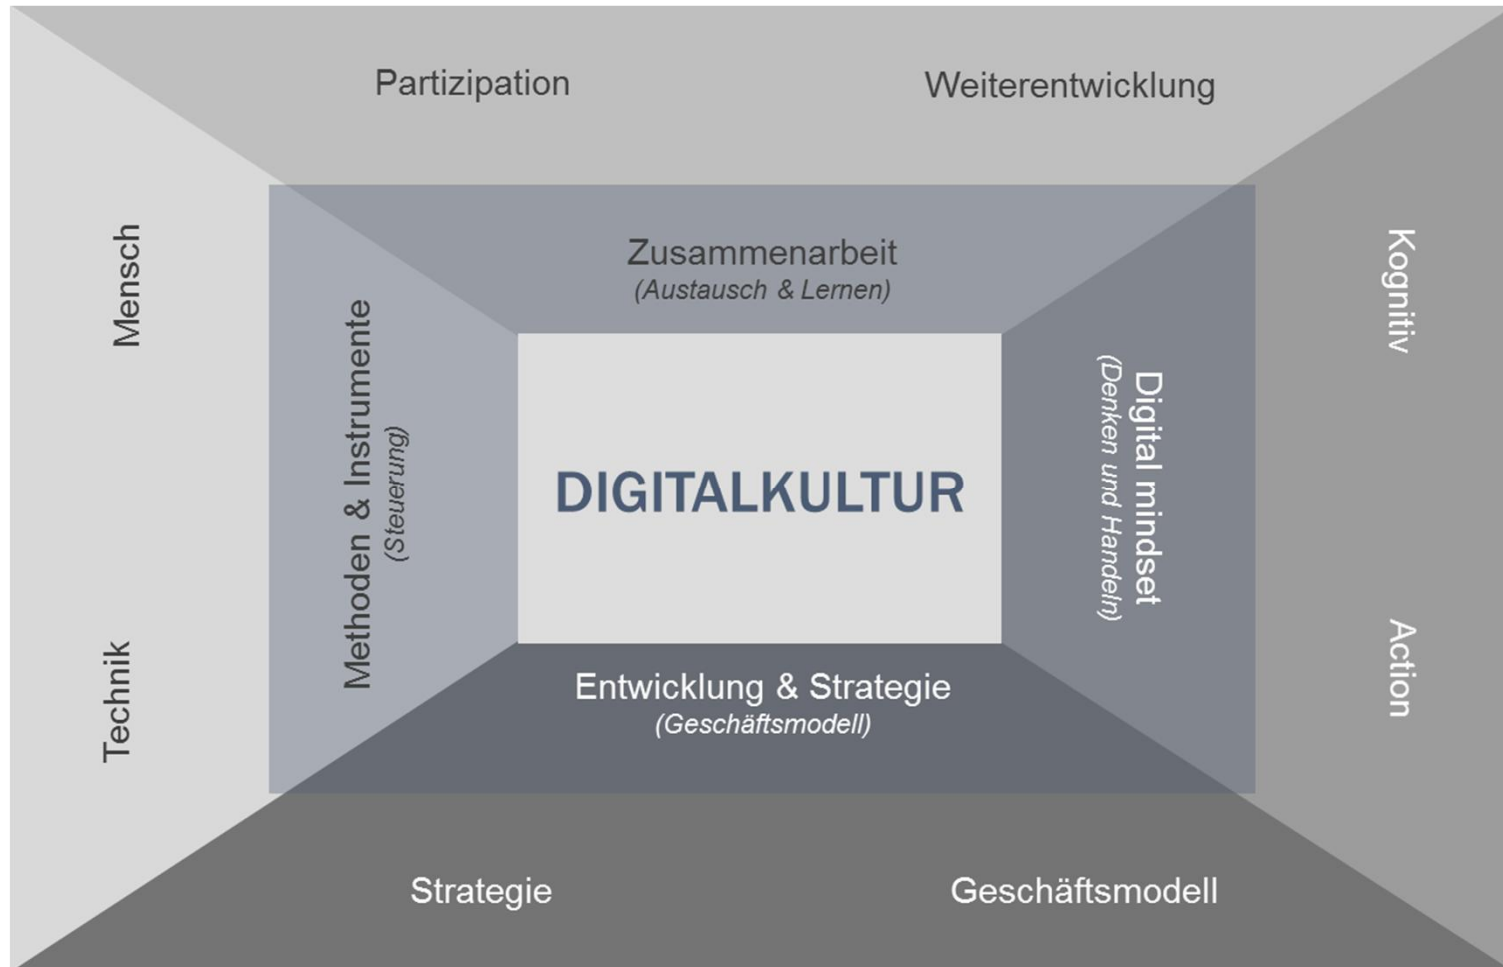 Partizipation
Weiterentwicklung
Mensch
Technik
Zusammenarbeit
(Austausch & Lernen)
Methoden & Instrumente
(Steuerung)
DIGITALKULTUR
Digital mindset
(Denken und Handeln)
Kognitiv
Action
Entwicklung & Strategie
(Geschäftsmodell)
Strategie
Geschäftsmodell